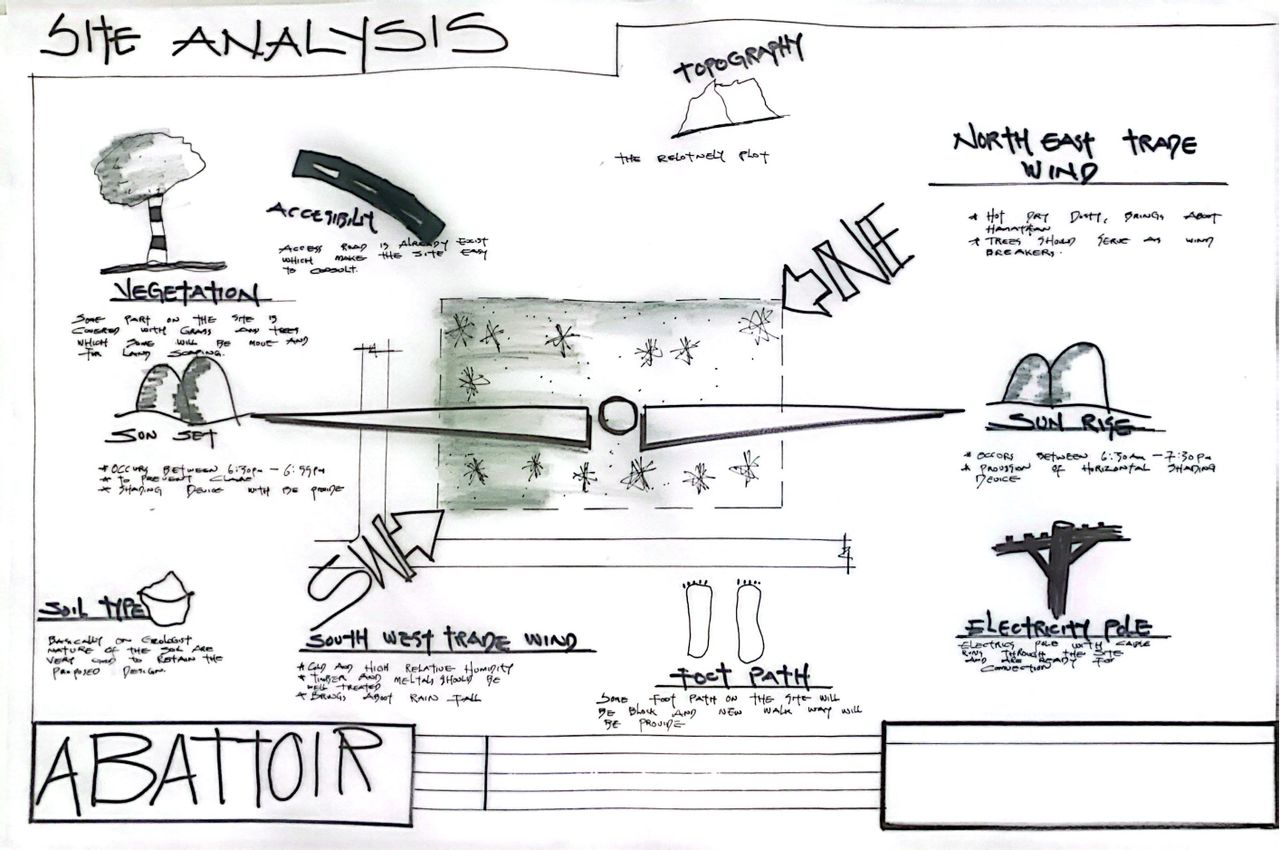 SITE ANALYSIS
TOPOGRAPHY
THE RELOTNELY PLOT
NORTH EAST TRADE
WIND
* HOT DRY DUSTY, BRINGS ABOUT
HAMATTAN
* TREES SHOULD SERVE AS WIND
BREAKERS.
ACCESIBILITY
ACCESS ROAD IS ALREADY EXIST
WHICH MAKE THE SITE EASY
TO CONSULT.
VEGETATION
SOME PART ON THE SITE IS
COVERED WITH GRASS AND TREES
WHICH SOME WILL BE MOVE AND
FOR LAND SCAPING.
NE
SUN SET
* OCCURS BETWEEN 6:30PM - 6:59PM
* TO PREVENT GLARE
* SHADING DEVICE WITH BE PROVIDE
SUN RISE
* OCCURS BETWEEN 6:30AM - 7:30PM
* PROVISION OF HORIZONTAL SHADING
DEVICE
SW
SOIL TYPE
BASICALLY ON GEOLOGIST
NATURE OF THE SOIL ARE
VERY GOOD TO RETAIN THE
PROPOSED DESIGN.
SOUTH WEST TRADE WIND
* COLD AND HIGH RELATIVE HUMIDITY
* TIMBER AND MELTALS SHOULD BE
WELL TREATED
* BRINGS ABOUT RAIN FALL
FOOT PATH
SOME FOOT PATH ON THE SITE WILL
BE BLOCK AND NEW WALK WAY WILL
BE PROVIDE
ELECTRICITY POLE
ELECTRICS POLE WITH CABLE
RUNS THROUGH THE SITE
AND ARE READY FOR
CONNECTION
ABATTOIR